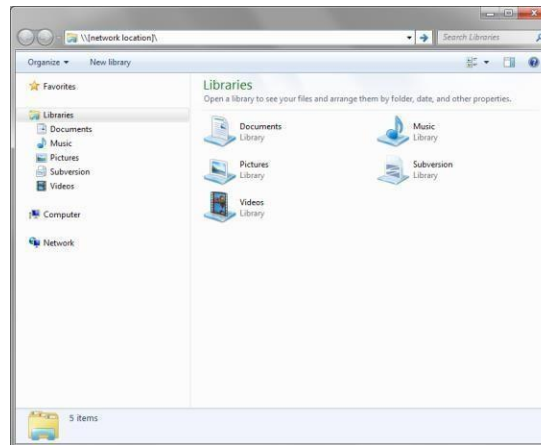 \\[network location]\
Search Libraries
Organize
New library
Favorites
Libraries
Documents
Music
Pictures
Subversion
Videos
Computer
Network
Libraries
Open a library to see your files and arrange them by folder, date, and other properties.
Documents
Library
Music
Library
Pictures
Library
Subversion
Library
Videos
Library
5 items